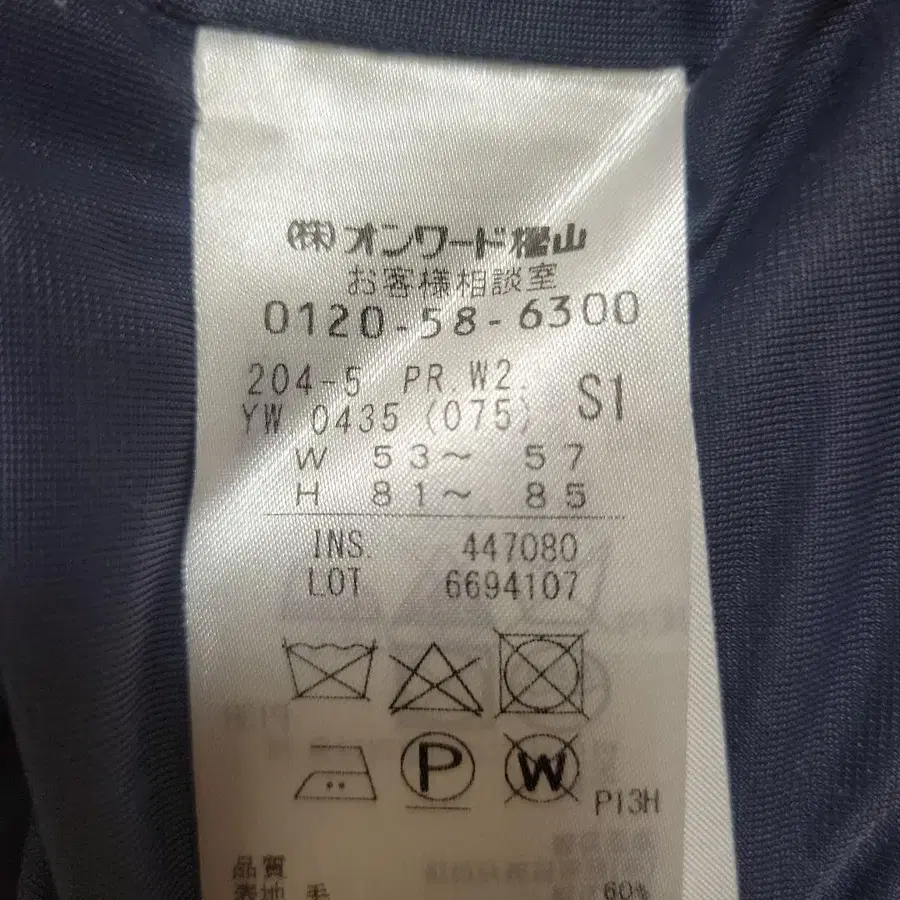 (株)オンワード樫山
お客様相談室
0120-58-6300
204-5 PR.W2.
YW 0435 (075) S1
W 53～ 57
H 81～ 85
INS. 447080
LOT 6694107
P
W
P13H
品質
表地 毛 60%